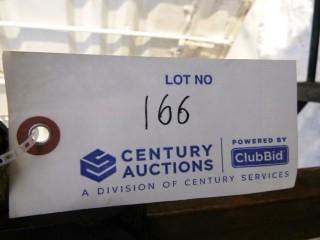 LOT NO
166
CENTURY AUCTIONS
POWERED BY
ClubBid
A DIVISION OF CENTURY SERVICES